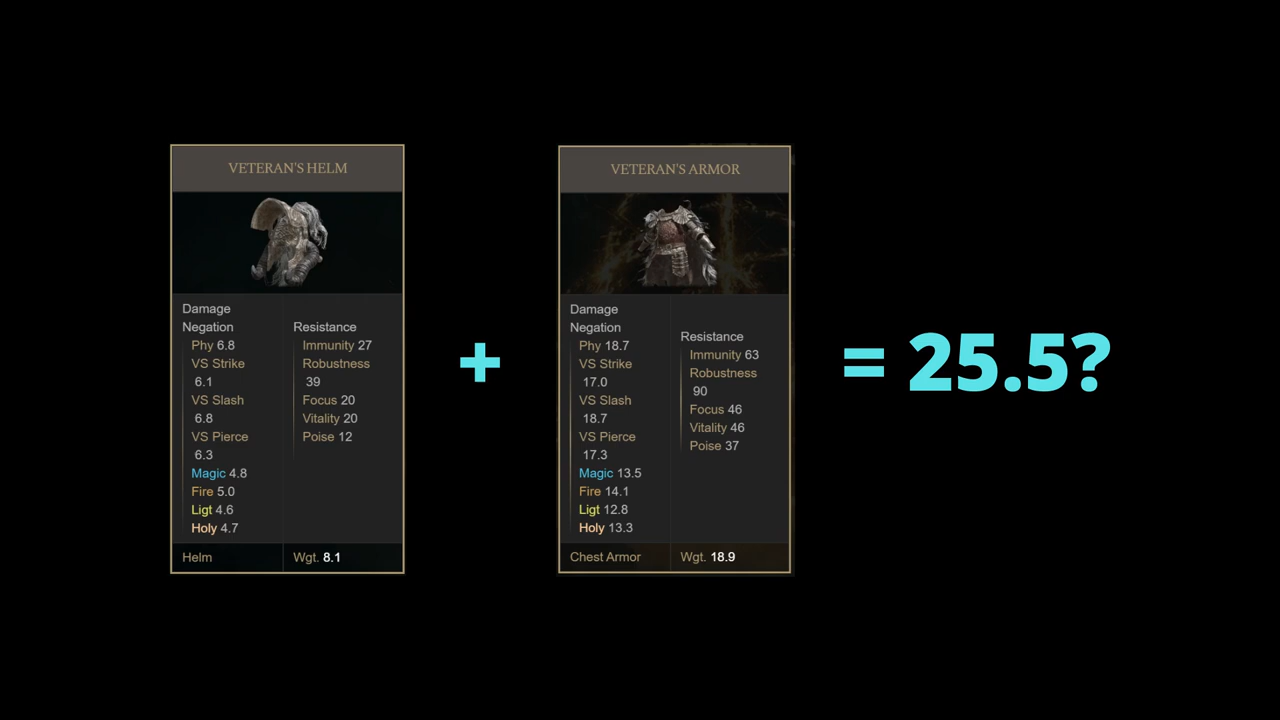 VETERAN'S HELM
Damage
Negation
Phy 6.8
VS Strike
6.1
VS Slash
6.8
VS Pierce
6.3
Magic 4.8
Fire 5.0
Ligt 4.6
Holy 4.7
Resistance
Immunity 27
Robustness
39
Focus 20
Vitality 20
Poise 12
Helm
Wgt. 8.1
+
VETERAN'S ARMOR
Damage
Negation
Phy 18.7
VS Strike
17.0
VS Slash
18.7
VS Pierce
17.3
Magic 13.5
Fire 14.1
Ligt 12.8
Holy 13.3
Resistance
Immunity 63
Robustness
90
Focus 46
Vitality 46
Poise 37
Chest Armor
Wgt. 18.9
= 25.5?